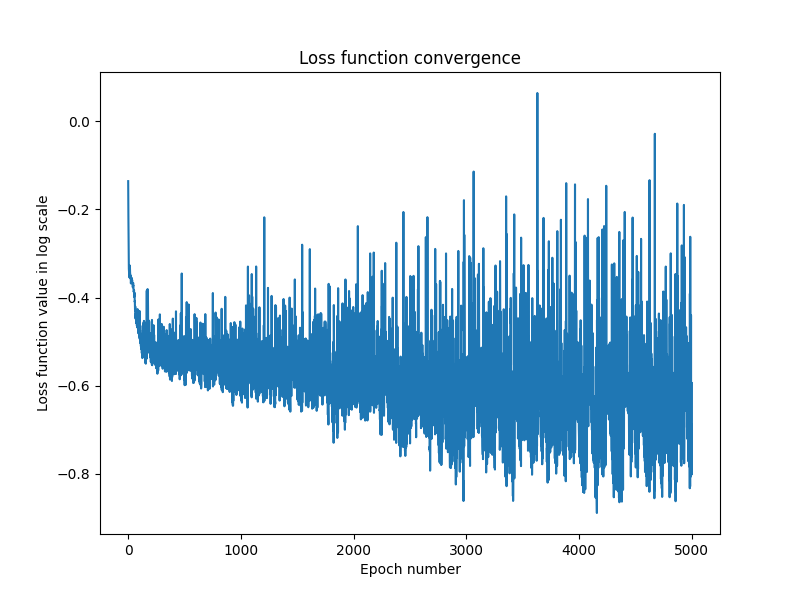 Loss function convergence
Loss function value in log scale
0.0
−0.2
−0.4
−0.6
−0.8
0 1000 2000 3000 4000 5000
Epoch number